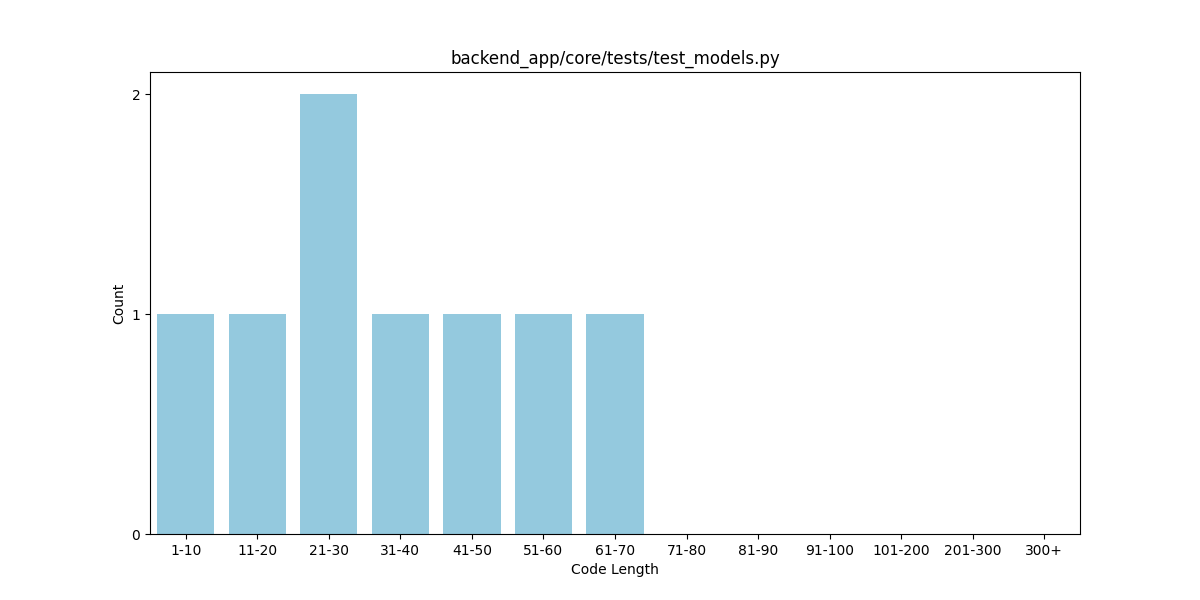 backend_app/core/tests/test_models.py
2
1
0
Count
1-10 11-20 21-30 31-40 41-50 51-60 61-70 71-80 81-90 91-100 101-200 201-300 300+
Code Length